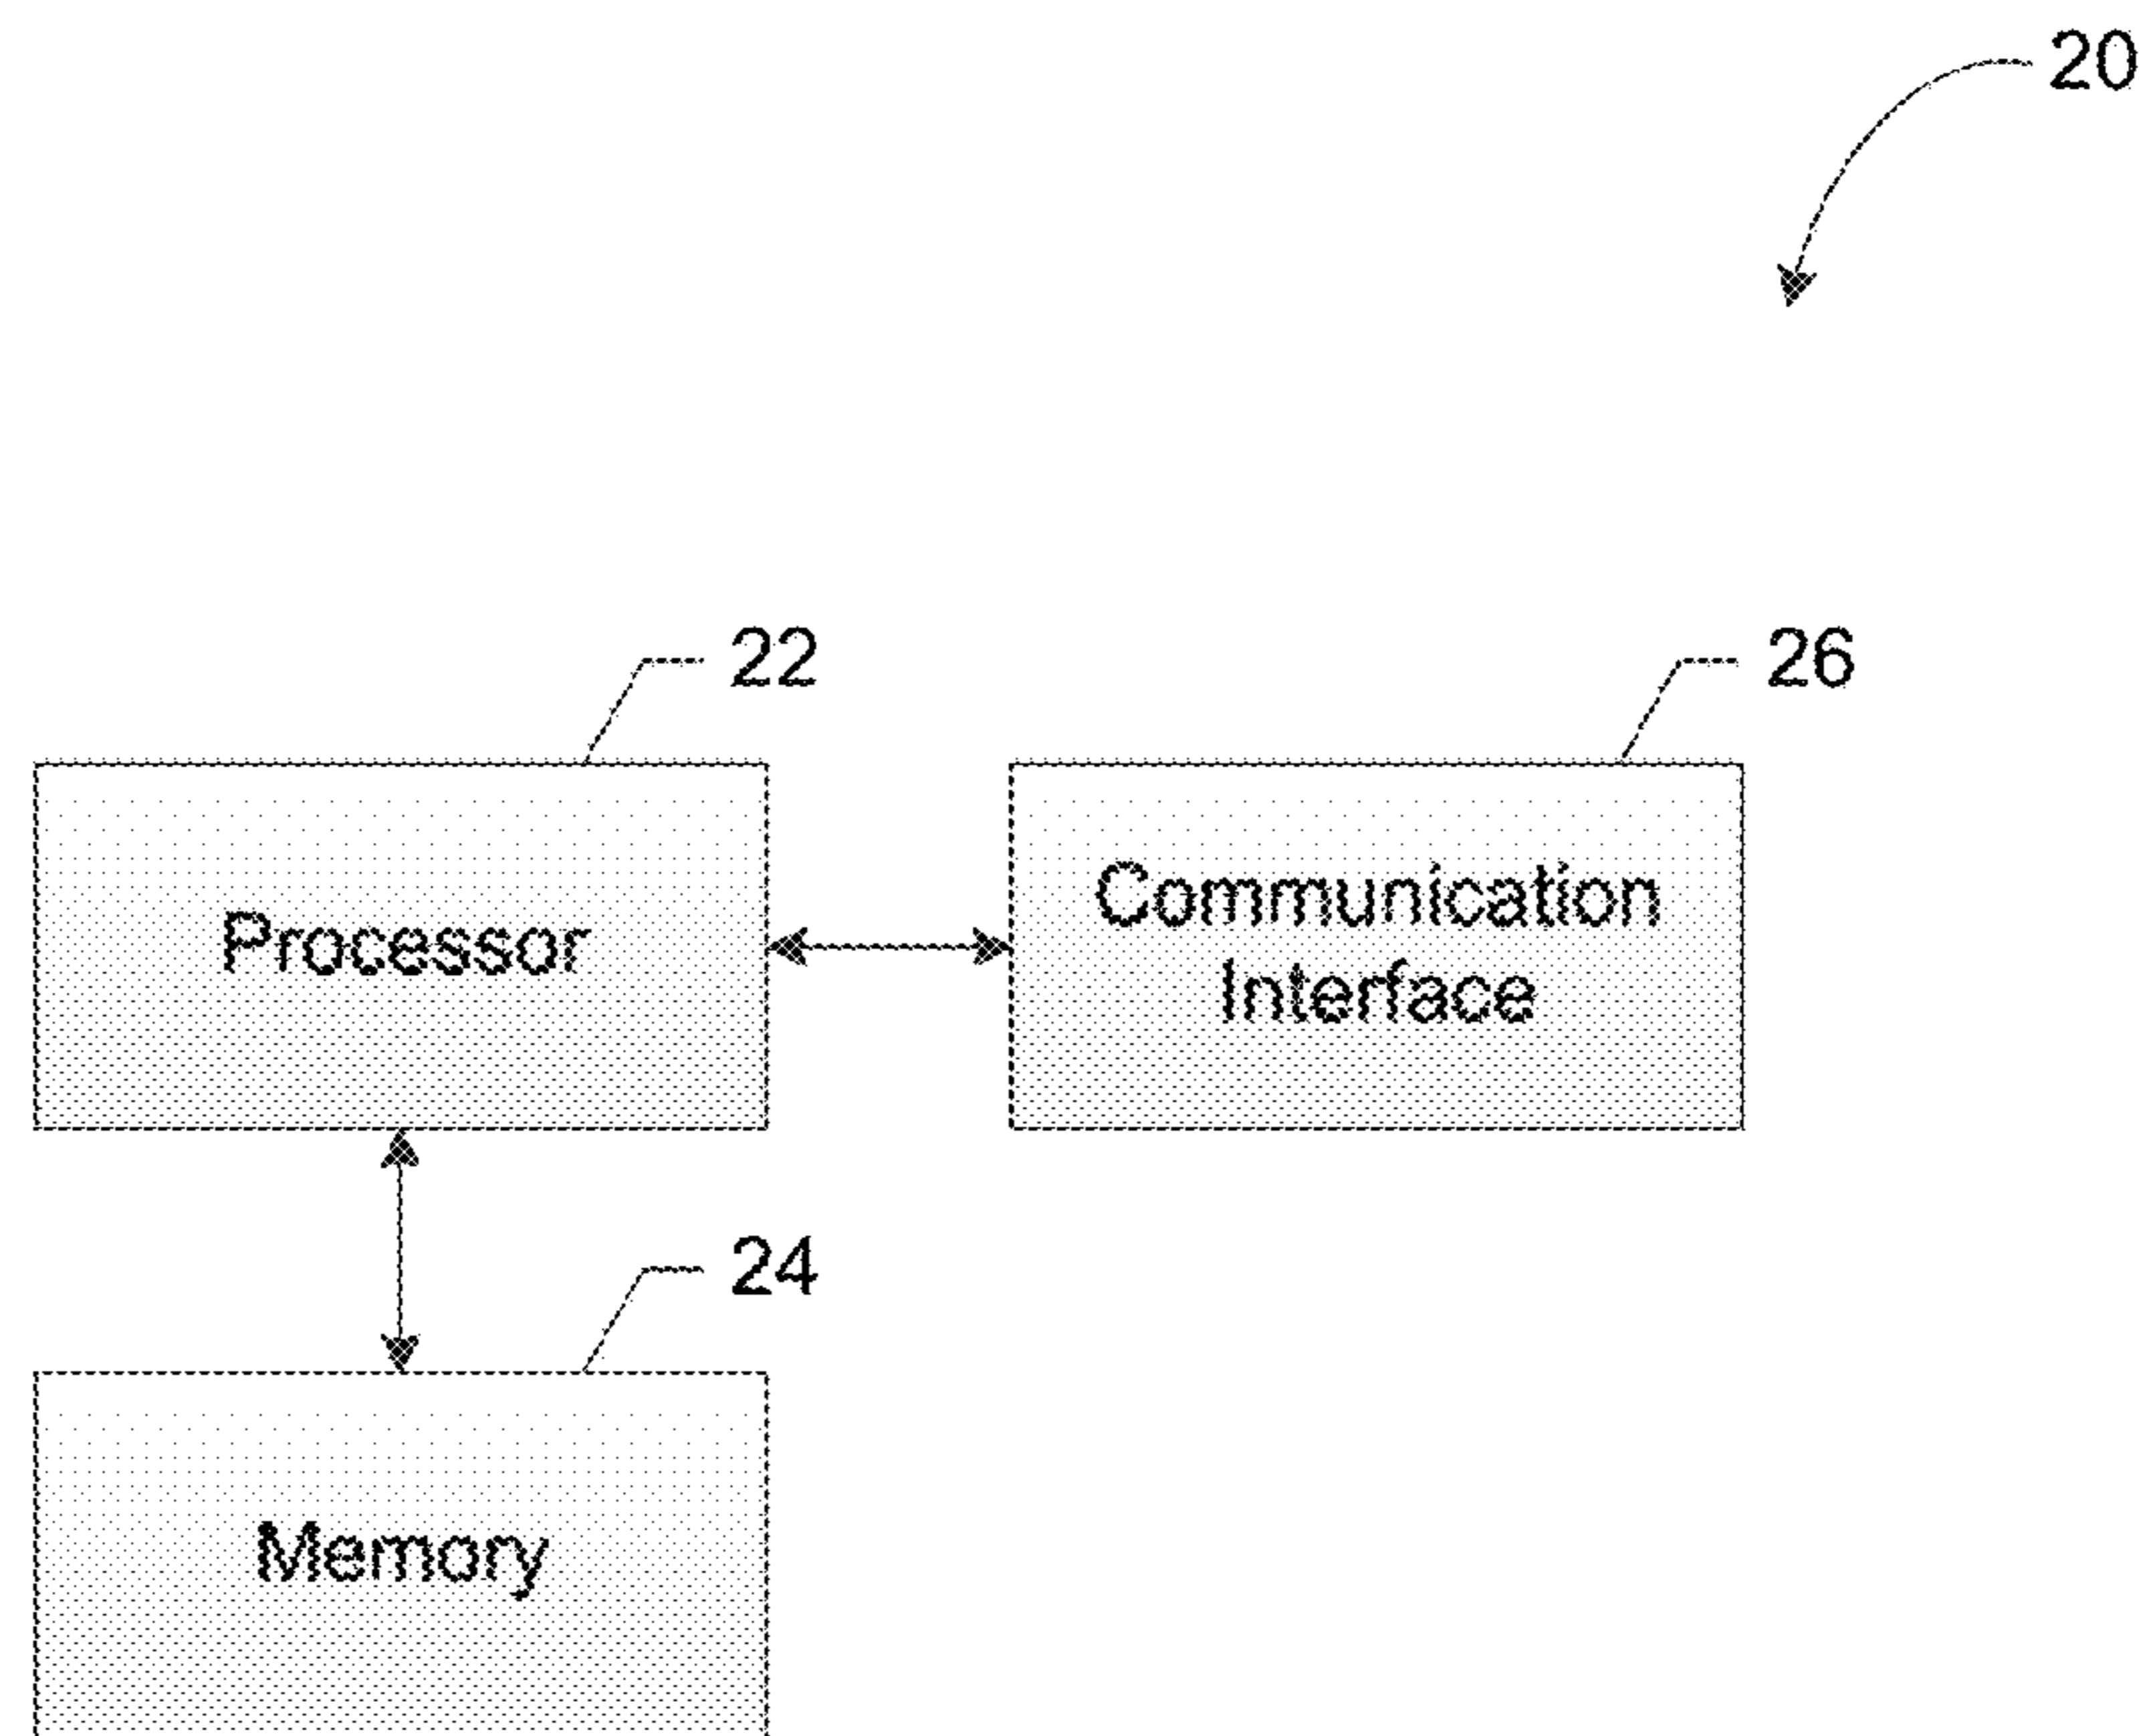 20
22
26
Processor
Communication
Interface
24
Memory